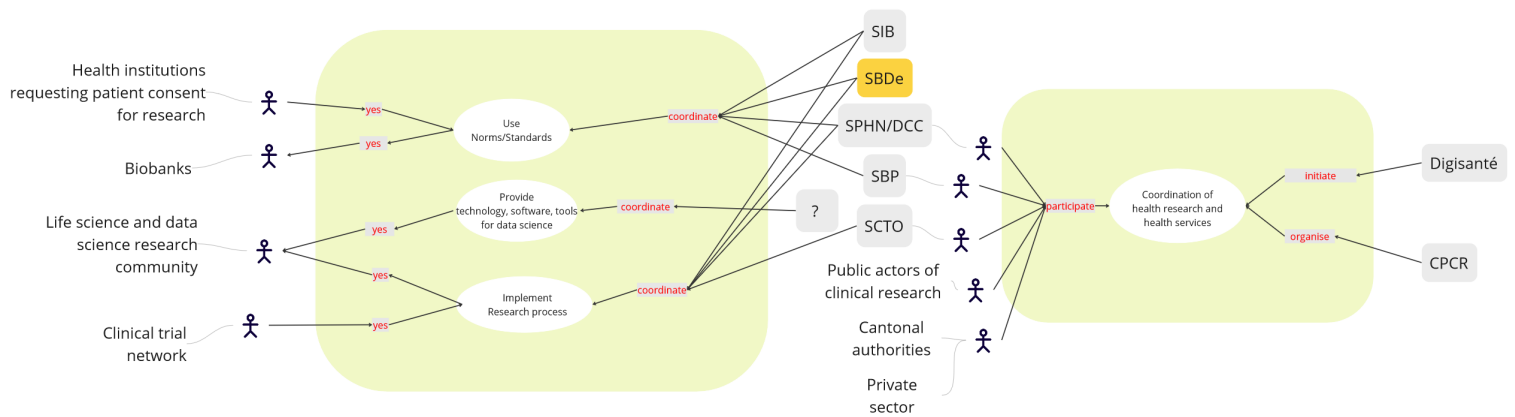 Health institutions
requesting patient consent
for research
Biobanks
Life science and data
science research
community
Clinical trial
network
yes
yes
yes
yes
yes
Use
Norms/Standards
Provide
technology, software, tools
for data science
Implement
Research process
coordinate
coordinate
coordinate
SIB
SBDe
SPHN/DCC
SBP
?
SCTO
Public actors of
clinical research
Cantonal
authorities
Private
sector
participate
Coordination of
health research and
health services
initiate
organise
Digisanté
CPCR